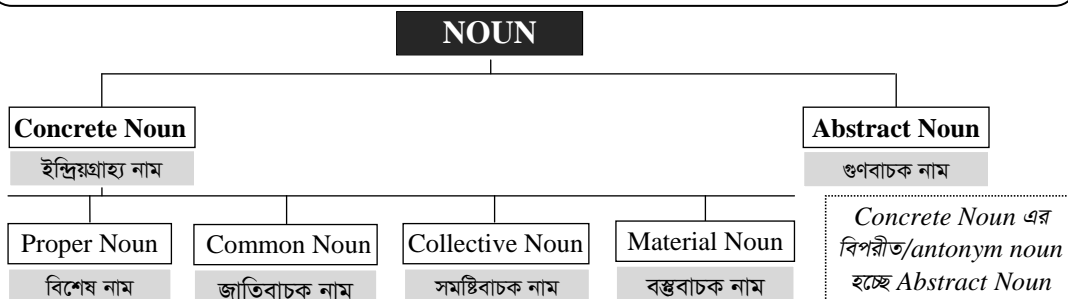 NOUN
Concrete Noun
ইন্দ্রিয়গ্রাহ্য নাম
Abstract Noun
গুণবাচক নাম
Proper Noun
বিশেষ নাম
Common Noun
জাতিবাচক নাম
Collective Noun
সমষ্টিবাচক নাম
Material Noun
বস্তুবাচক নাম
Concrete Noun এর
বিপরীত/antonym noun
হচ্ছে Abstract Noun